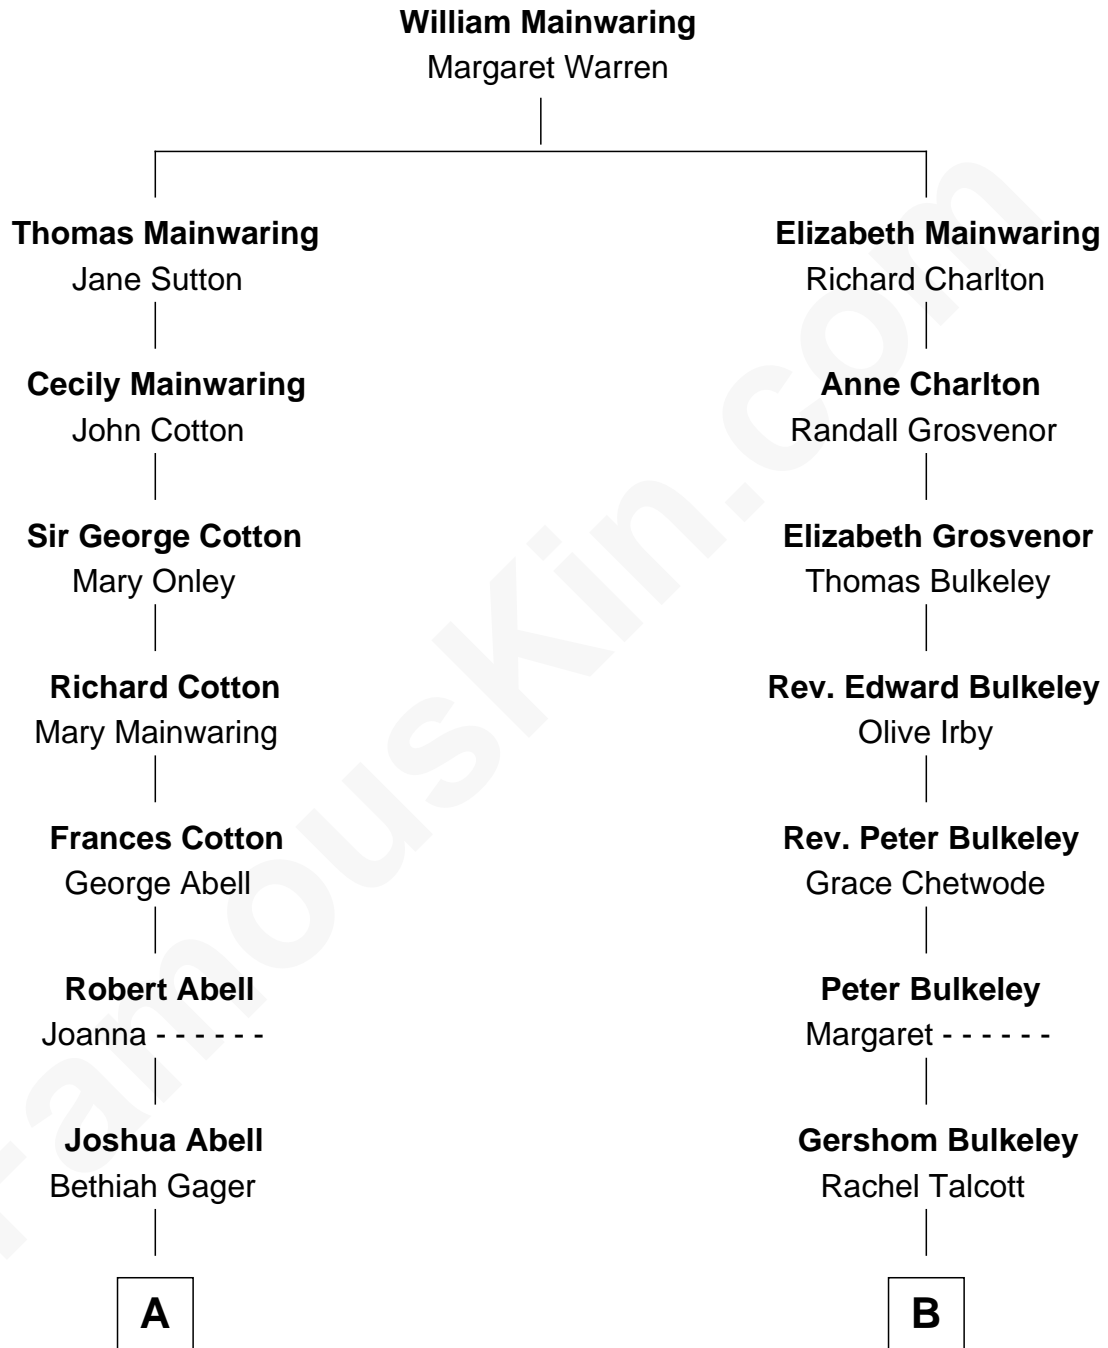 William Mainwaring
Margaret Warren
Thomas Mainwaring
Jane Sutton
Elizabeth Mainwaring
Richard Charlton
Cecily Mainwaring
John Cotton
Anne Charlton
Randall Grosvenor
Sir George Cotton
Mary Onley
Elizabeth Grosvenor
Thomas Bulkeley
Richard Cotton
Mary Mainwaring
Rev. Edward Bulkeley
Olive Irby
Frances Cotton
George Abell
Rev. Peter Bulkeley
Grace Chetwode
Robert Abell
Joanna - - - - - -
Peter Bulkeley
Margaret - - - - - -
Joshua Abell
Bethiah Gager
Gershom Bulkeley
Rachel Talcott
A
B
FamousKin.com